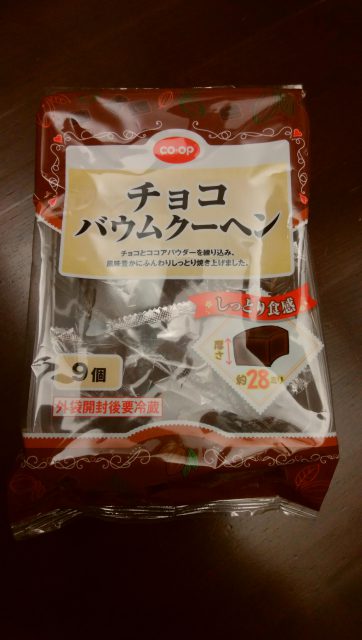 CO·OP
チョコ
バウムクーヘン
チョコとココアパウダーを練り込み、
風味豊かにふんわりしっとり焼き上げました。
しっとり食感
厚さ
約28ミリ
9個
外袋開封後要冷蔵